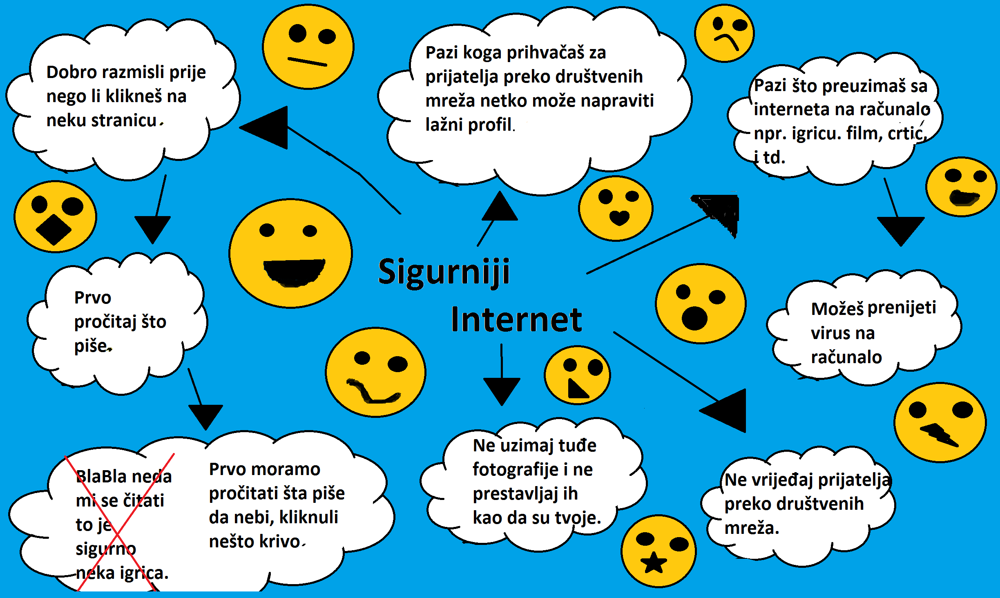 Dobro razmisli prije
nego li klikneš na
neku stranicu.
Pazi koga prihvačaš za
prijatelja preko društvenih
mreža netko može napraviti
lažni profil.
Pazi što preuzimaš sa
interneta na računalo
npr. igricu. film, crtić,
i td.
Sigurniji
Internet
Prvo
pročitaj što
piše.
Možeš prenijeti
virus na
računalo
BlaBla neda
mi se čitati
to je
sigurno
neka igrica.
Prvo moramo
pročitati šta piše
da nebi, kliknuli
nešto krivo.
Ne uzimaj tuđe
fotografije i ne
prestavljaj ih
kao da su tvoje.
Ne vrijeđaj prijatelja
preko društvenih
mreža.